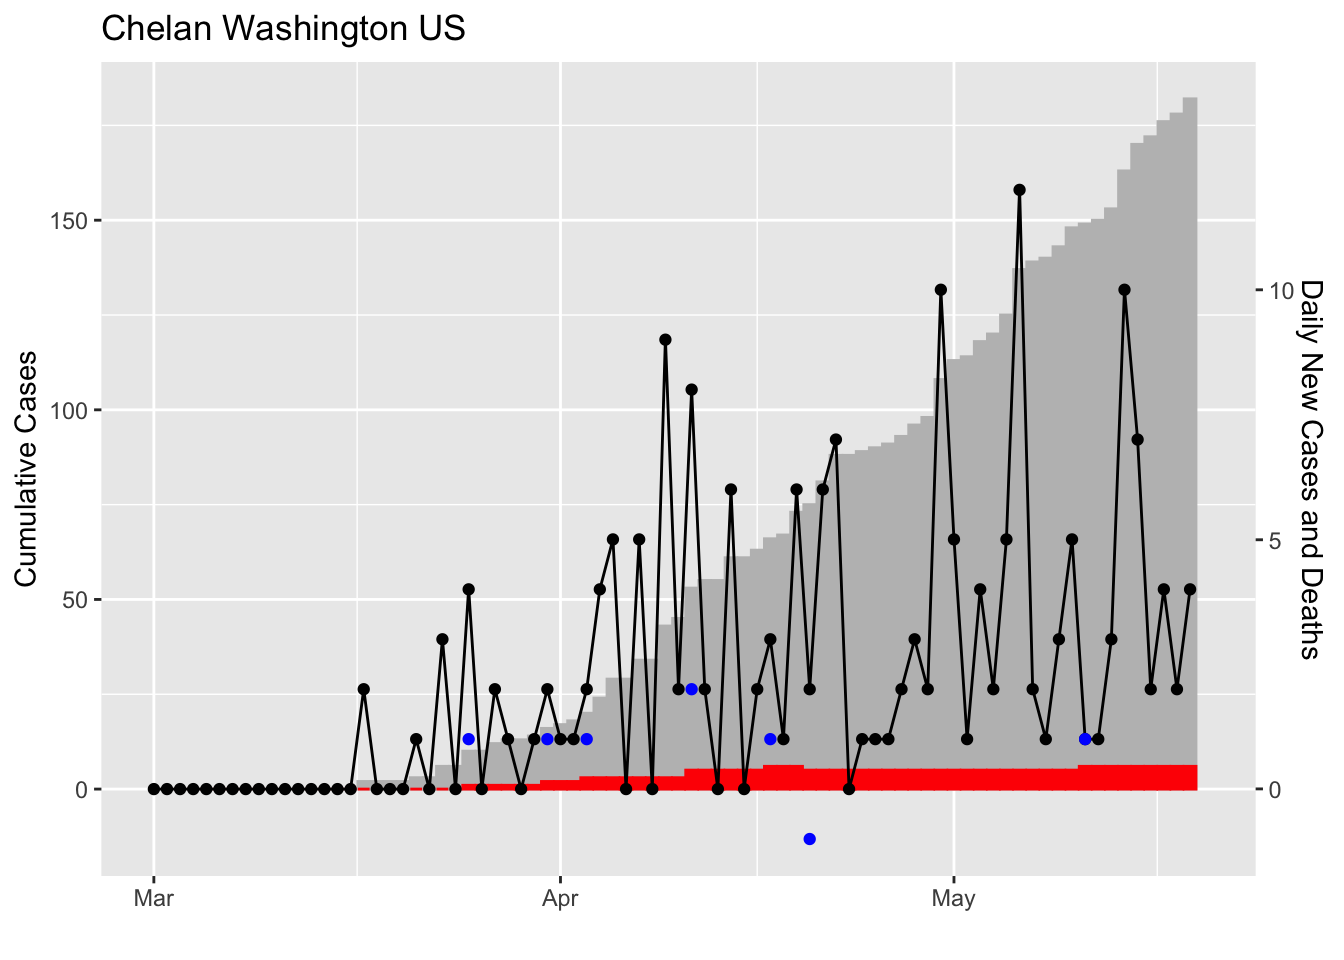 Chelan Washington US
Cumulative Cases
150
100
50
0
10
5
0
Daily New Cases and Deaths
Mar
Apr
May